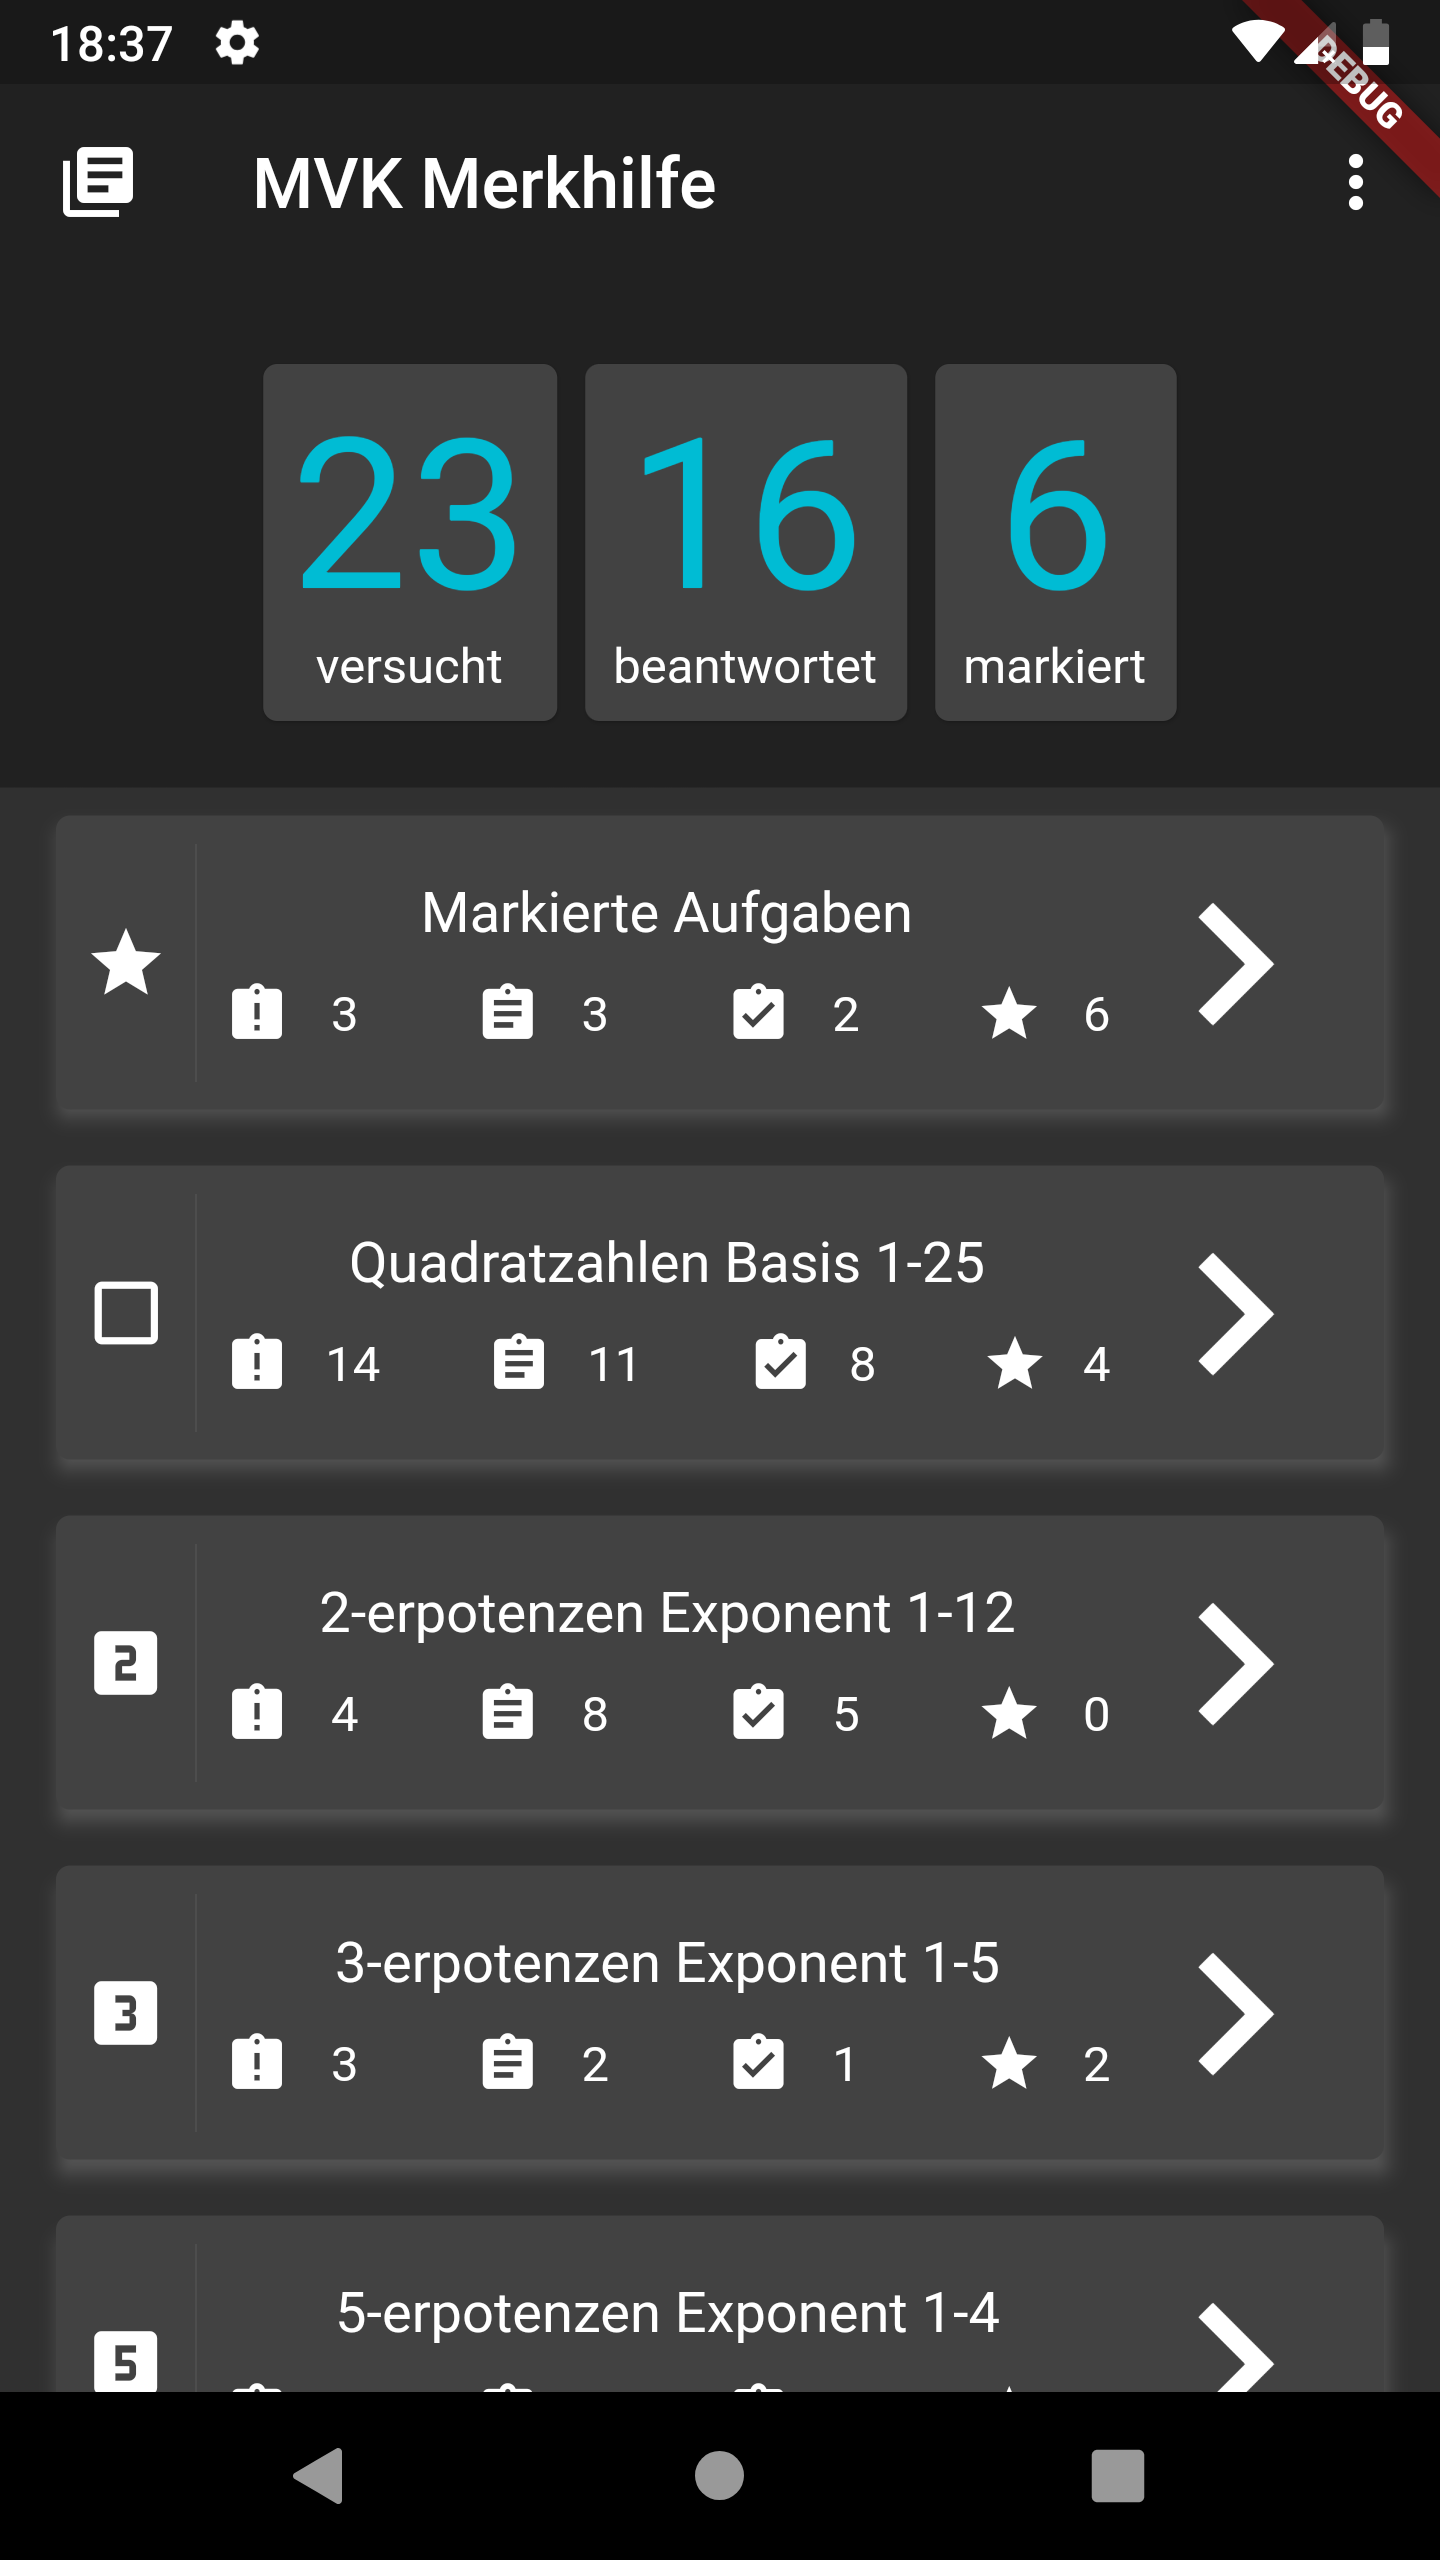 18:37
DEBUG
MVK Merkhilfe
23 16 6
versucht beantwortet markiert
Markierte Aufgaben
3 3 2 6
Quadratzahlen Basis 1-25
14 11 8 4
2
2-erpotenzen Exponent 1-12
4 8 5 0
3
3-erpotenzen Exponent 1-5
3 2 1 2
5
5-erpotenzen Exponent 1-4